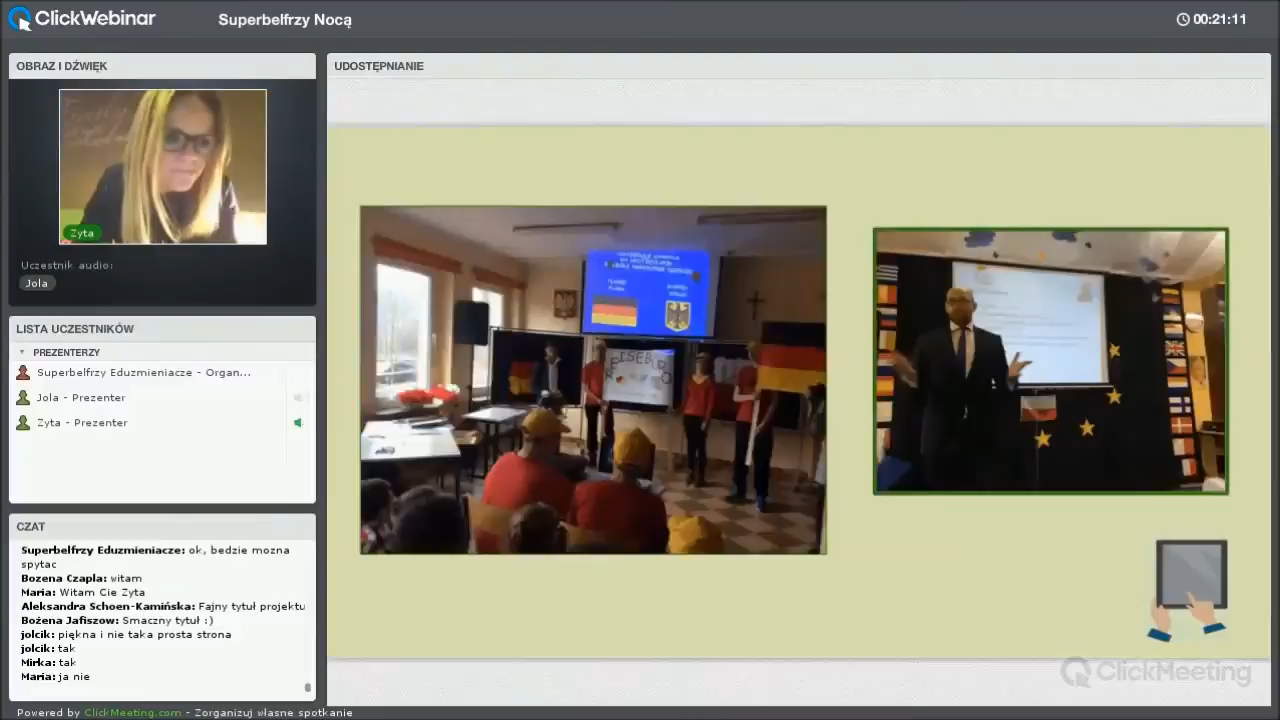 ClickWebinar
Superbelfrzy Nocą
00:21:11
OBRAZ I DŹWIĘK
Zyta
Uczestnik audio:
Jola
LISTA UCZESTNIKÓW
PREZENTERZY
Superbelfrzy Eduzmieniacze - Organ...
Jola - Prezenter
Zyta - Prezenter
CZAT
Superbelfrzy Eduzmieniacze: ok, bedzie mozna
spytac
Bozena Czapla: witam
Maria: Witam Cie Zyta
Aleksandra Schoen-Kamińska: Fajny tytuł projektu
Bożena Jafiszow: Smaczny tytuł :)
jolcik: piękna i nie taka prosta strona
jolcik: tak
Mirka: tak
Maria: ja nie
UDOSTĘPNIANIE
ClickMeeting
Powered by ClickMeeting.com - Zorganizuj własne spotkanie